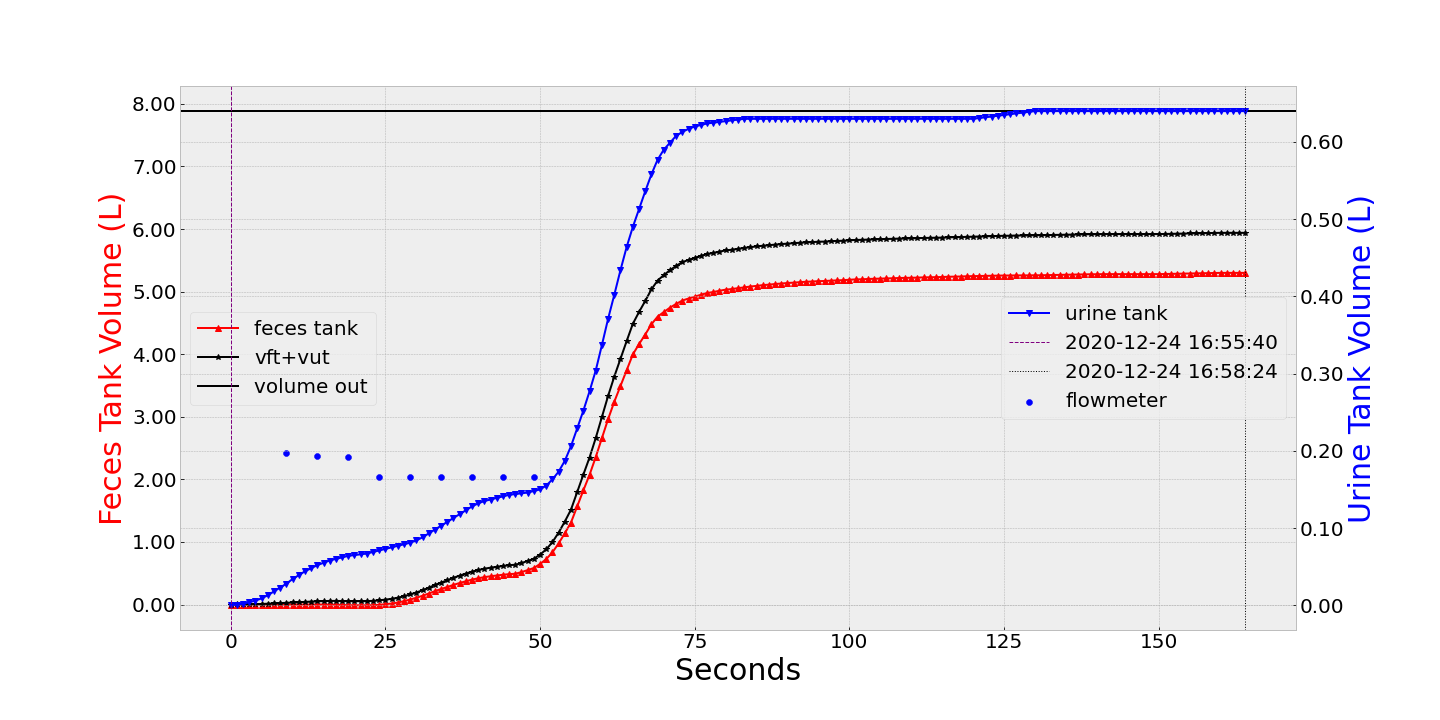 8.00
7.00
6.00
5.00
4.00
3.00
2.00
1.00
0.00
Feces Tank Volume (L)
feces tank
vft+vut
volume out
0.60
0.50
0.40
0.30
0.20
0.10
0.00
Urine Tank Volume (L)
urine tank
2020-12-24 16:55:40
2020-12-24 16:58:24
flowmeter
0 25 50 75 100 125 150
Seconds